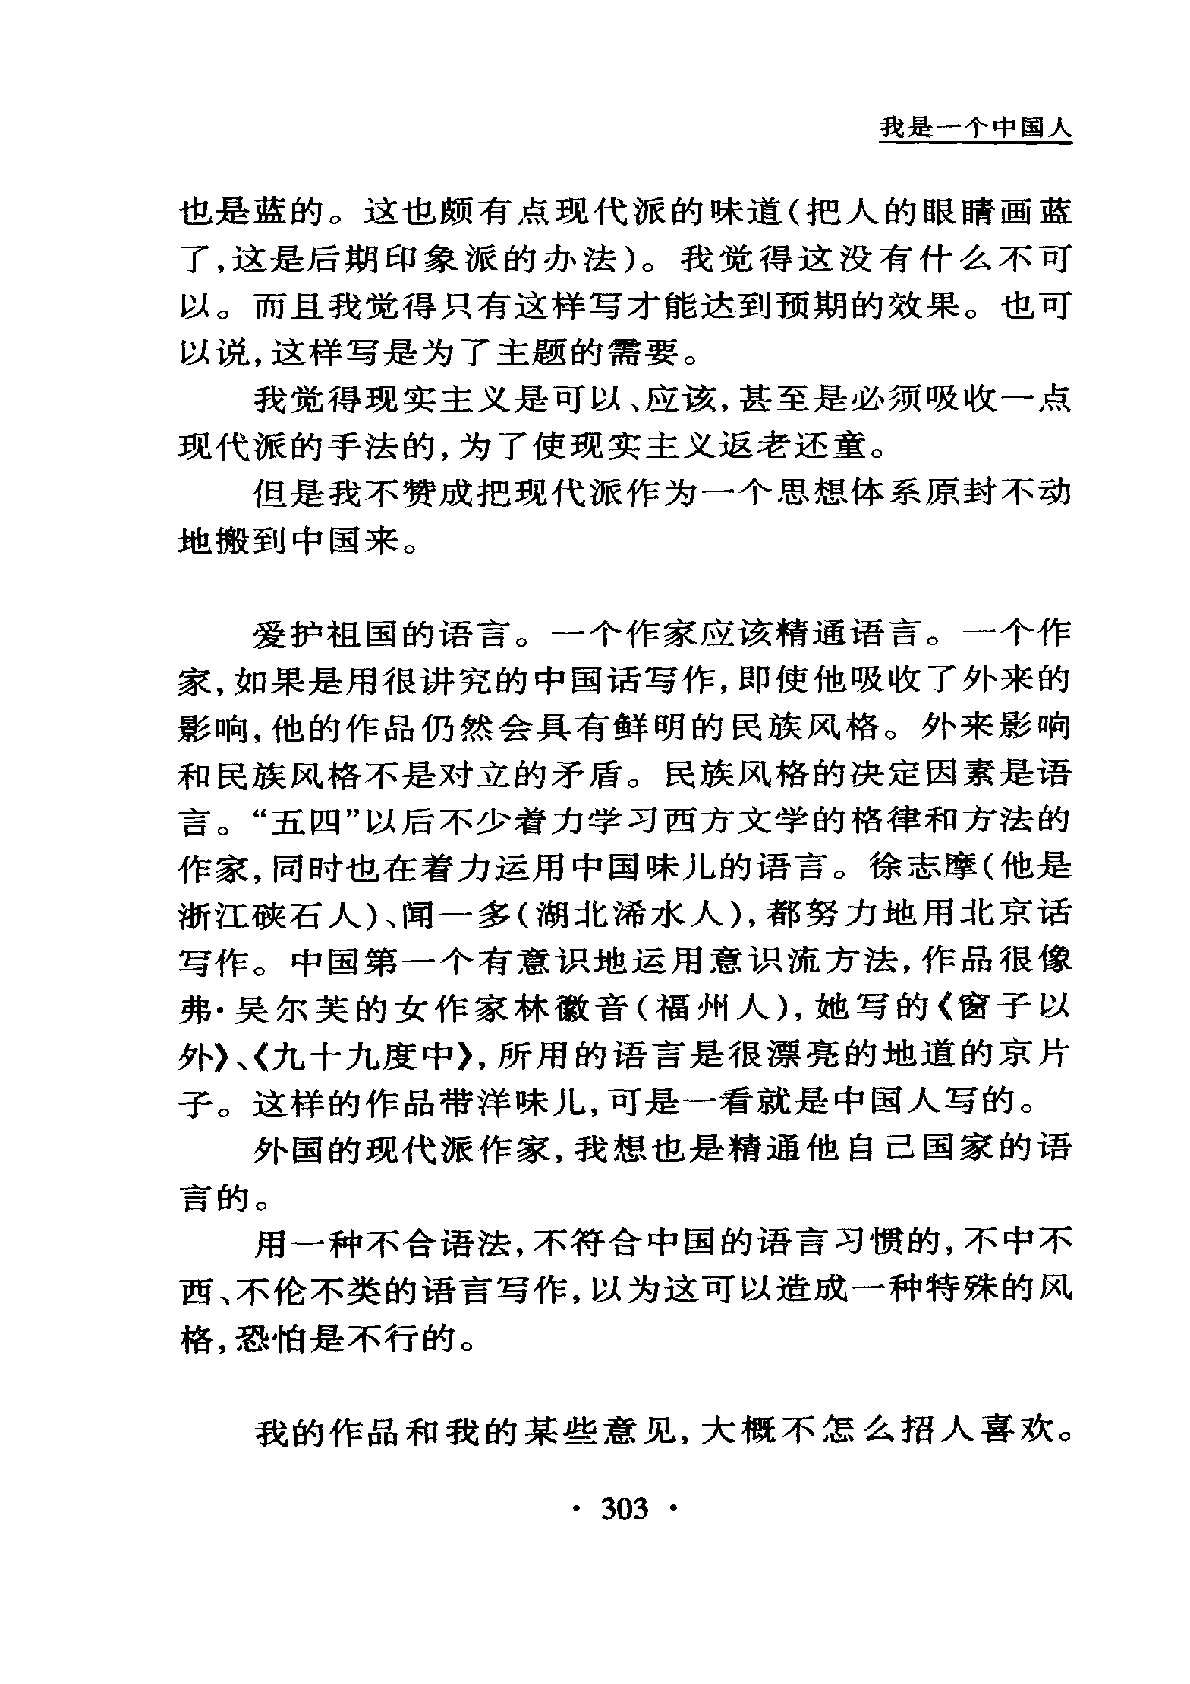 我是一个中国人
也是蓝的。这也颇有点现代派的味道(把人的眼睛画蓝
了,这是后期印象派的办法)。我觉得这没有什么不可
以。而且我觉得只有这样写才能达到预期的效果。也可
以说,这样写是为了主题的需要。
我觉得现实主义是可以、应该,甚至是必须吸收一点
现代派的手法的,为了使现实主义返老还童。
但是我不赞成把现代派作为一个思想体系原封不动
地搬到中国来。
爱护祖国的语言。一个作家应该精通语言。一个作
家,如果是用很讲究的中国话写作,即使他吸收了外来的
影响,他的作品仍然会具有鲜明的民族风格。外来影响
和民族风格不是对立的矛盾。民族风格的决定因素是语
言。“五四”以后不少着力学习西方文学的格律和方法的
作家,同时也在着力运用中国味儿的语言。徐志摩(他是
浙江硖石人)、闻一多(湖北浠水人),都努力地用北京话
写作。中国第一个有意识地运用意识流方法,作品很像
弗·吴尔芙的女作家林徽音(福州人),她写的《窗子以
外》、《九十九度中》,所用的语言是很漂亮的地道的京片
子。这样的作品带洋味儿,可是一看就是中国人写的。
外国的现代派作家,我想也是精通他自己国家的语
言的。
用一种不合语法,不符合中国的语言习惯的,不中不
西、不伦不类的语言写作,以为这可以造成一种特殊的风
格,恐怕是不行的。
我的作品和我的某些意见,大概不怎么招人喜欢。
· 303 ·